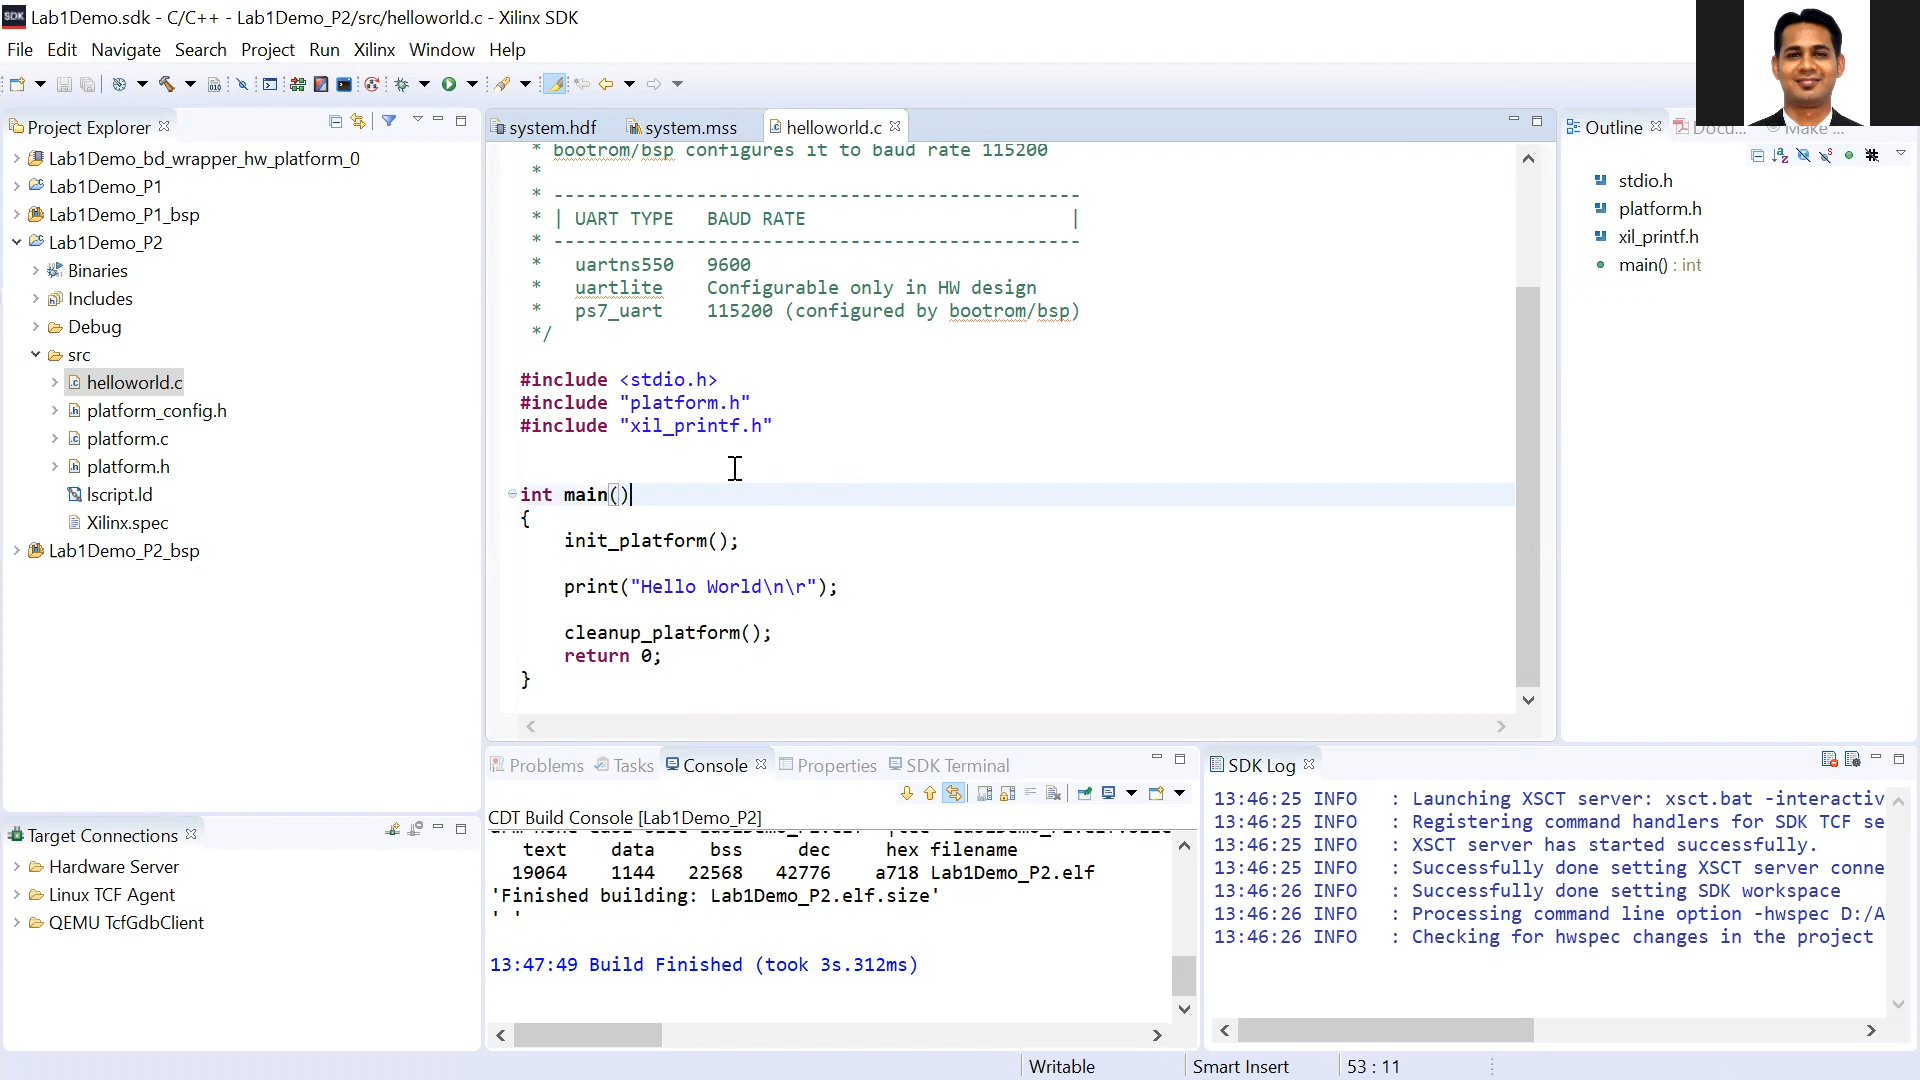 SDK Lab1Demo.sdk - C/C++ - Lab1Demo_P2/src/helloworld.c - Xilinx SDK
File Edit Navigate Search Project Run Xilinx Window Help
Project Explorer
Lab1Demo_bd_wrapper_hw_platform_0
Lab1Demo_P1
Lab1Demo_P1_bsp
Lab1Demo_P2
Binaries
Includes
Debug
src
helloworld.c
platform_config.h
platform.c
platform.h
lscript.ld
Xilinx.spec
Lab1Demo_P2_bsp
Target Connections
Hardware Server
Linux TCF Agent
QEMU TcfGdbClient
system.hdf system.mss helloworld.c
* bootrom/bsp configures it to baud rate 115200
*
* ------------------------------------------------
* | UART TYPE   BAUD RATE                        |
* ------------------------------------------------
*   uartns550   9600
*   uartlite    Configurable only in HW design
*   ps7_uart    115200 (configured by bootrom/bsp)
*/
#include <stdio.h>
#include "platform.h"
#include "xil_printf.h"
int main()
{
init_platform();
print("Hello World\n\r");
cleanup_platform();
return 0;
}
Outline Docu... Make ...
stdio.h
platform.h
xil_printf.h
main() : int
Problems Tasks Console Properties SDK Terminal
CDT Build Console [Lab1Demo_P2]
text data bss dec hex filename
19064 1144 22568 42776 a718 Lab1Demo_P2.elf
'Finished building: Lab1Demo_P2.elf.size'
' '
13:47:49 Build Finished (took 3s.312ms)
SDK Log
13:46:25 INFO : Launching XSCT server: xsct.bat -interactiv
13:46:25 INFO : Registering command handlers for SDK TCF se
13:46:25 INFO : XSCT server has started successfully.
13:46:25 INFO : Successfully done setting XSCT server conne
13:46:26 INFO : Successfully done setting SDK workspace
13:46:26 INFO : Processing command line option -hwspec D:/A
13:46:26 INFO : Checking for hwspec changes in the project
Writable Smart Insert 53 : 11